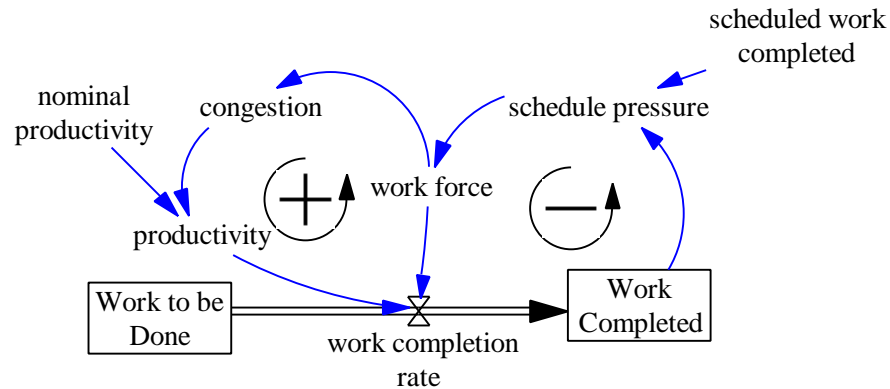 scheduled work
completed
nominal
productivity
congestion
schedule pressure
work force
productivity
Work to be
Done
work completion
rate
Work
Completed